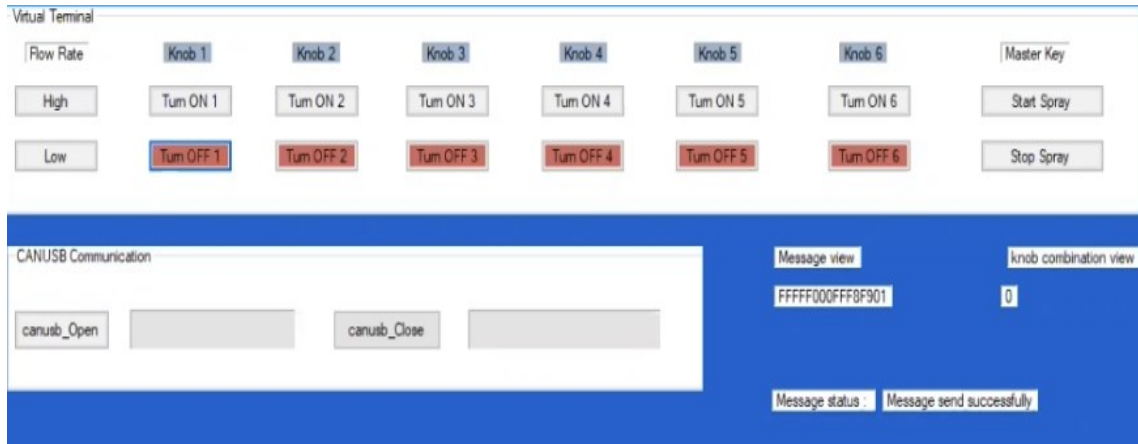 Virtual Terminal
Flow Rate Knob 1 Knob 2 Knob 3 Knob 4 Knob 5 Knob 6 Master Key
High Turn ON 1 Turn ON 2 Turn ON 3 Turn ON 4 Turn ON 5 Turn ON 6 Start Spray
Low Turn OFF 1 Turn OFF 2 Turn OFF 3 Turn OFF 4 Turn OFF 5 Turn OFF 6 Stop Spray
CANUSB Communication
Message view knob combination view
FFFFF000FFF8F901 0
canusb_Open canusb_Close
Message status : Message send successfully